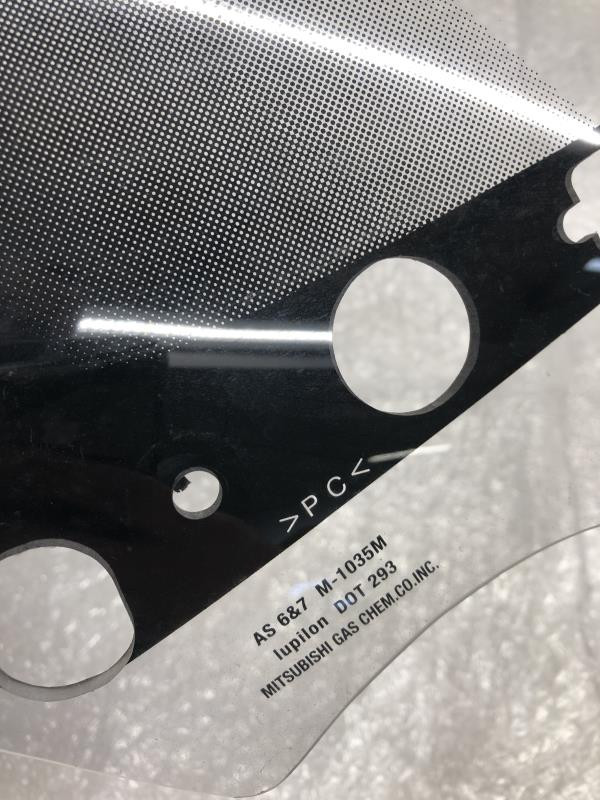 >PC<
AS 6&7 M-1035M
Iupilon DOT 293
MITSUBISHI GAS CHEM.CO.INC.